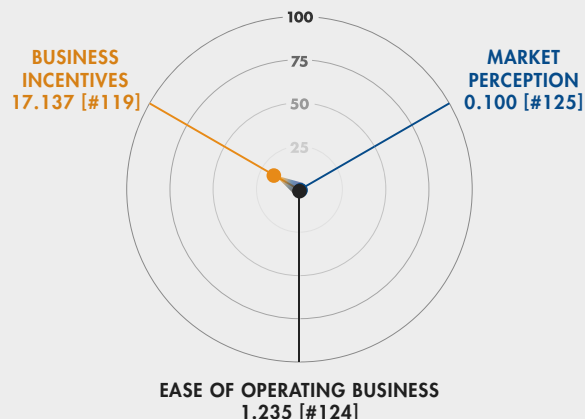 100
BUSINESS
INCENTIVES
17.137 [#119]
MARKET
PERCEPTION
0.100 [#125]
75
50
25
EASE OF OPERATING BUSINESS
1.235 [#124]